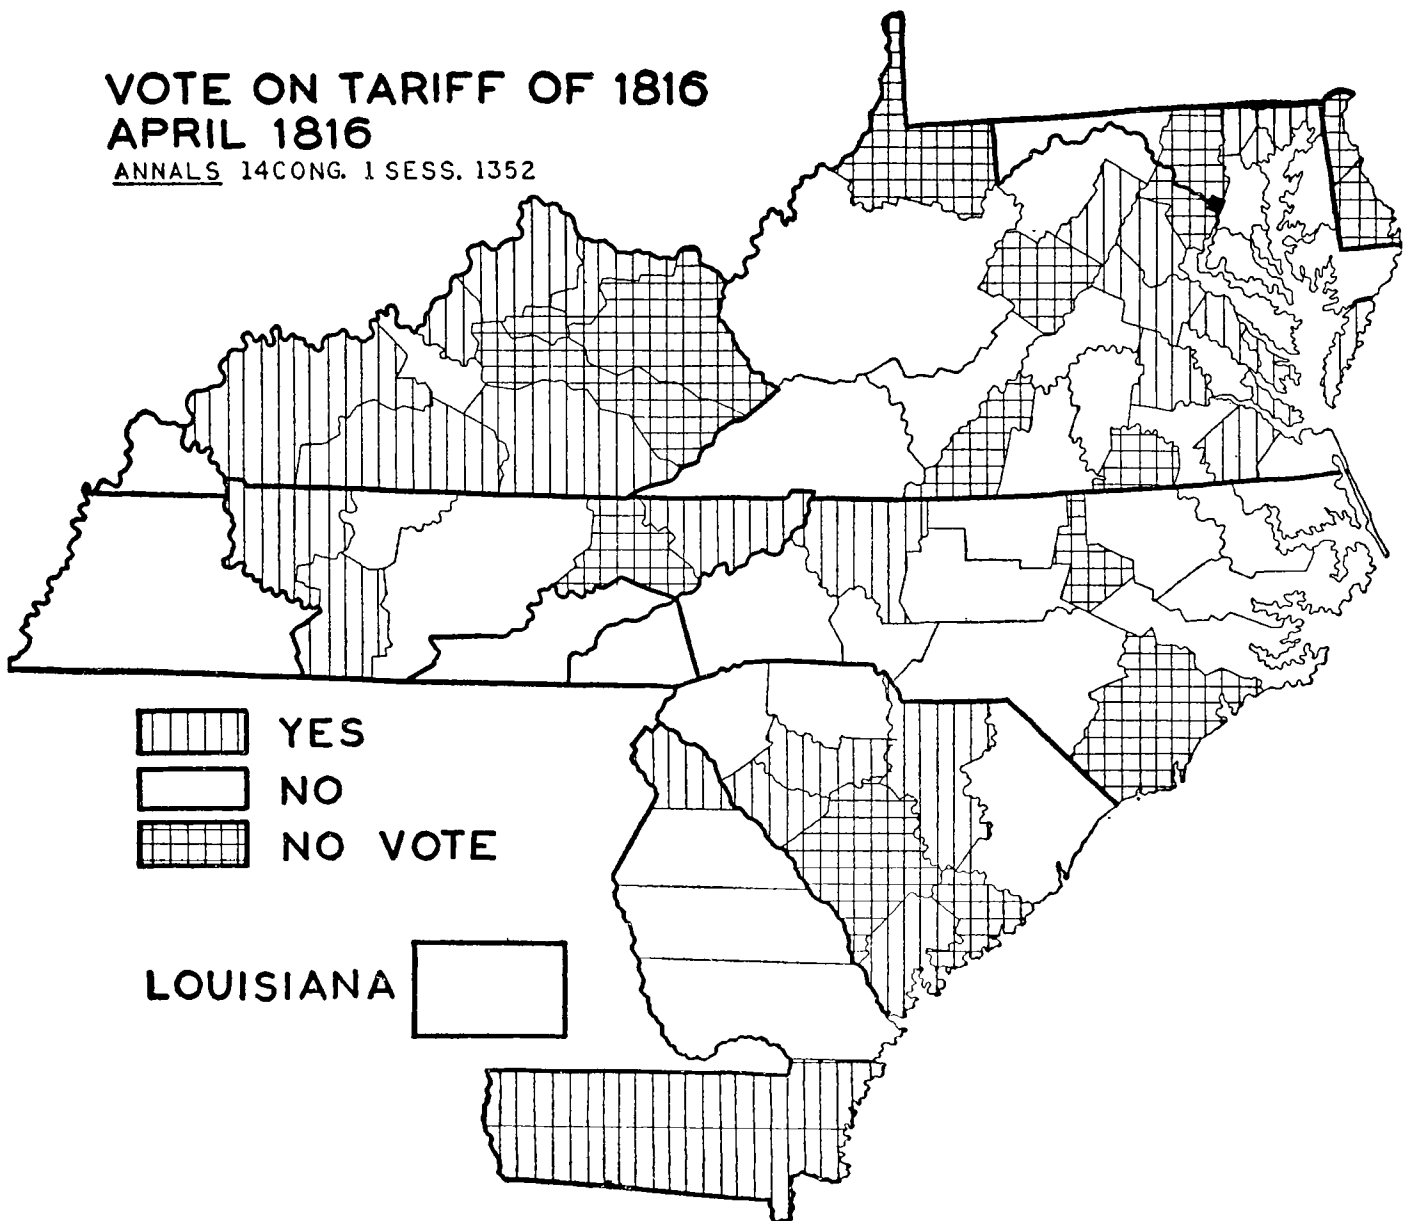 VOTE ON TARIFF OF 1816
APRIL 1816
ANNALS 14CONG. 1 SESS. 1352
YES
NO
NO VOTE
LOUISIANA